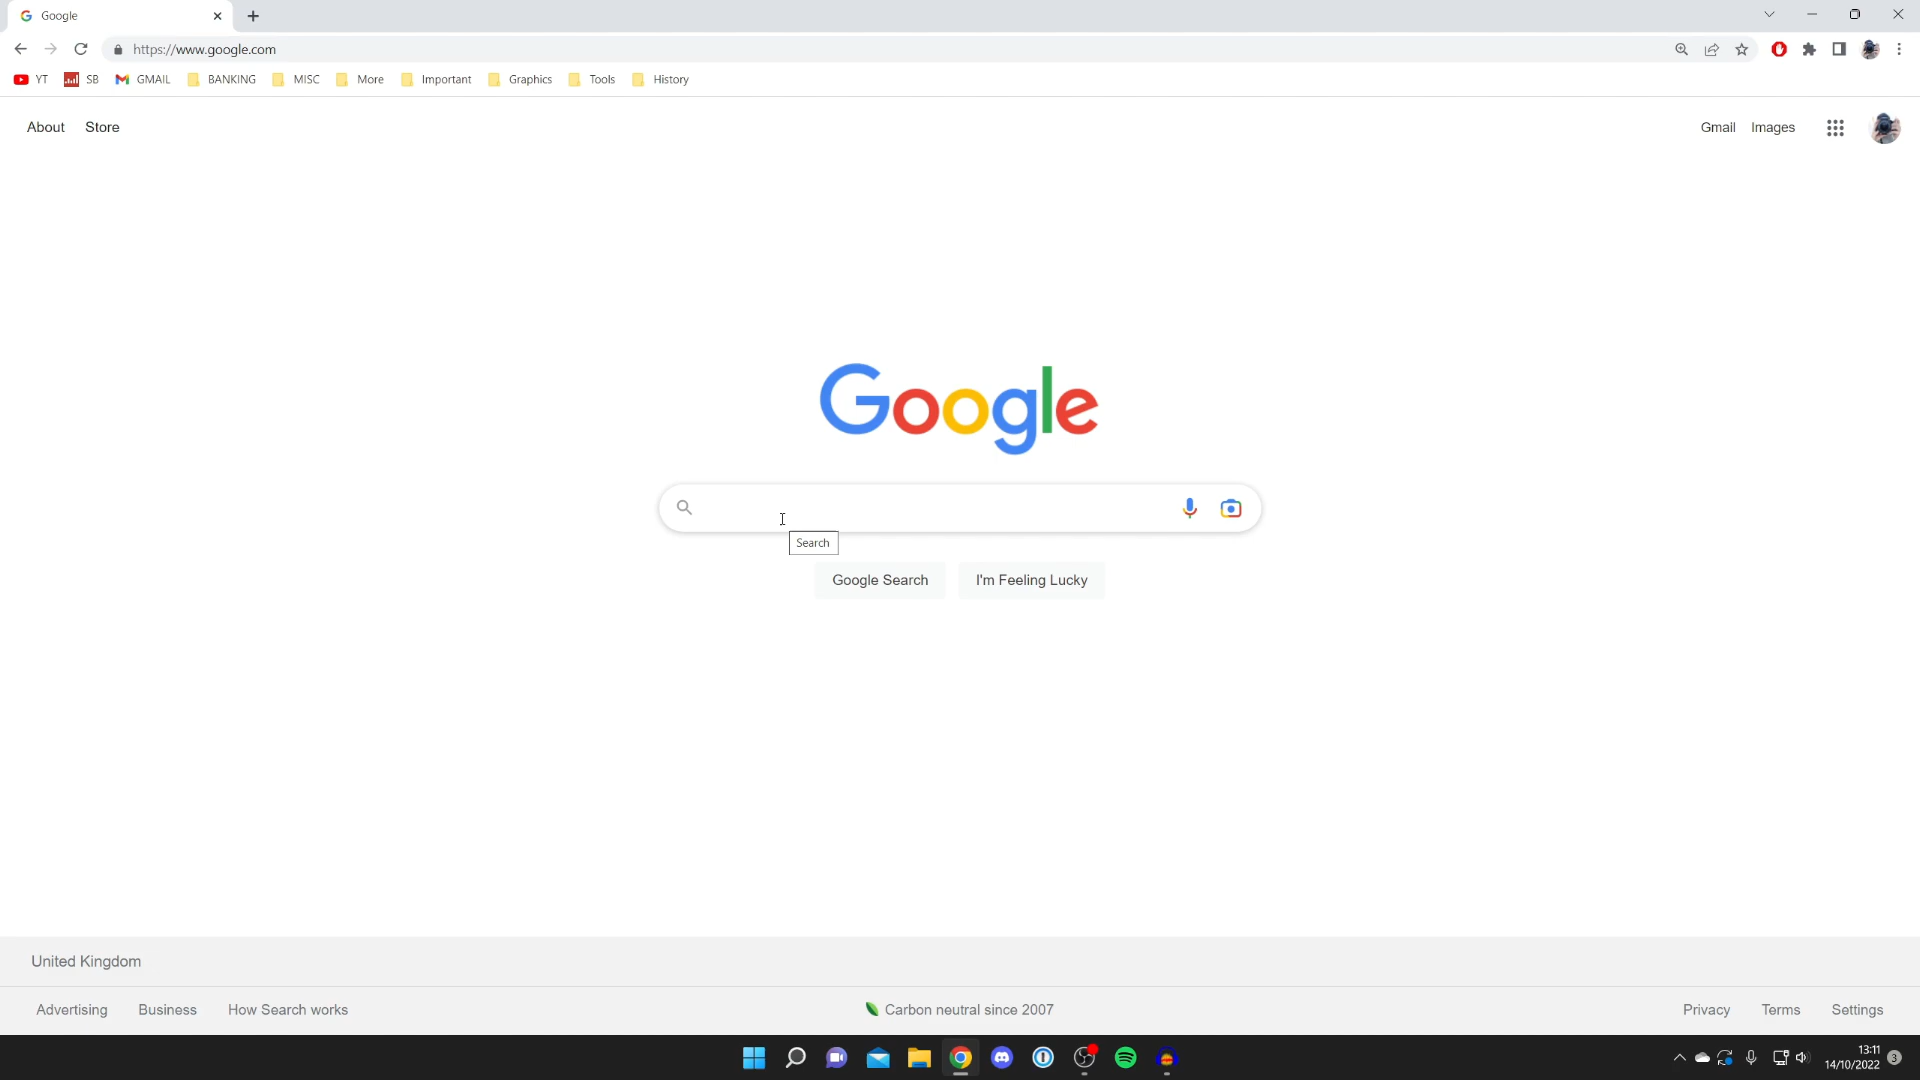 Google
https://www.google.com
YT SB GMAIL BANKING MISC More Important Graphics Tools History
About Store Gmail Images
Google
Search
Google Search I'm Feeling Lucky
United Kingdom
Advertising Business How Search works Carbon neutral since 2007 Privacy Terms Settings
13:11
14/10/2022 3